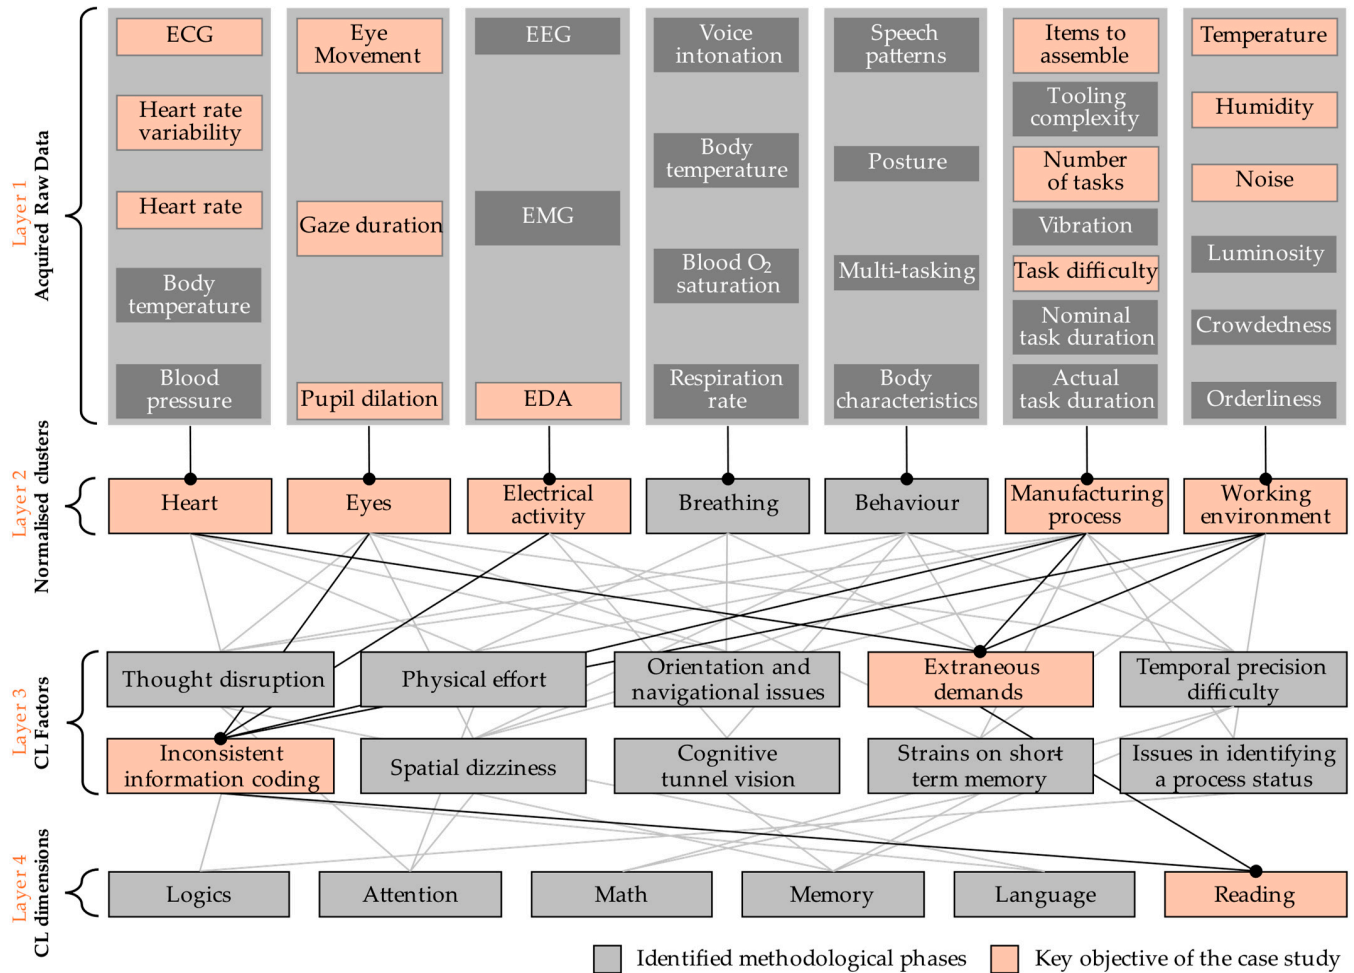 Layer 1
Acquired Raw Data
ECG
Heart rate
variability
Heart rate
Body
temperature
Blood
pressure
Eye
Movement
Gaze duration
Pupil dilation
EEG
EMG
EDA
Voice
intonation
Body
temperature
Blood O₂
saturation
Respiration
rate
Speech
patterns
Posture
Multi-tasking
Body
characteristics
Items to
assemble
Tooling
complexity
Number
of tasks
Vibration
Task difficulty
Nominal
task duration
Actual
task duration
Temperature
Humidity
Noise
Luminosity
Crowdedness
Orderliness
Layer 2
Normalised clusters
Heart
Eyes
Electrical
activity
Breathing
Behaviour
Manufacturing
process
Working
environment
Layer 3
CL Factors
Thought disruption
Physical effort
Orientation and
navigational issues
Extraneous
demands
Temporal precision
difficulty
Inconsistent
information coding
Spatial dizziness
Cognitive
tunnel vision
Strains on short-
term memory
Issues in identifying
a process status
Layer 4
CL dimensions
Logics
Attention
Math
Memory
Language
Reading
Identified methodological phases
Key objective of the case study